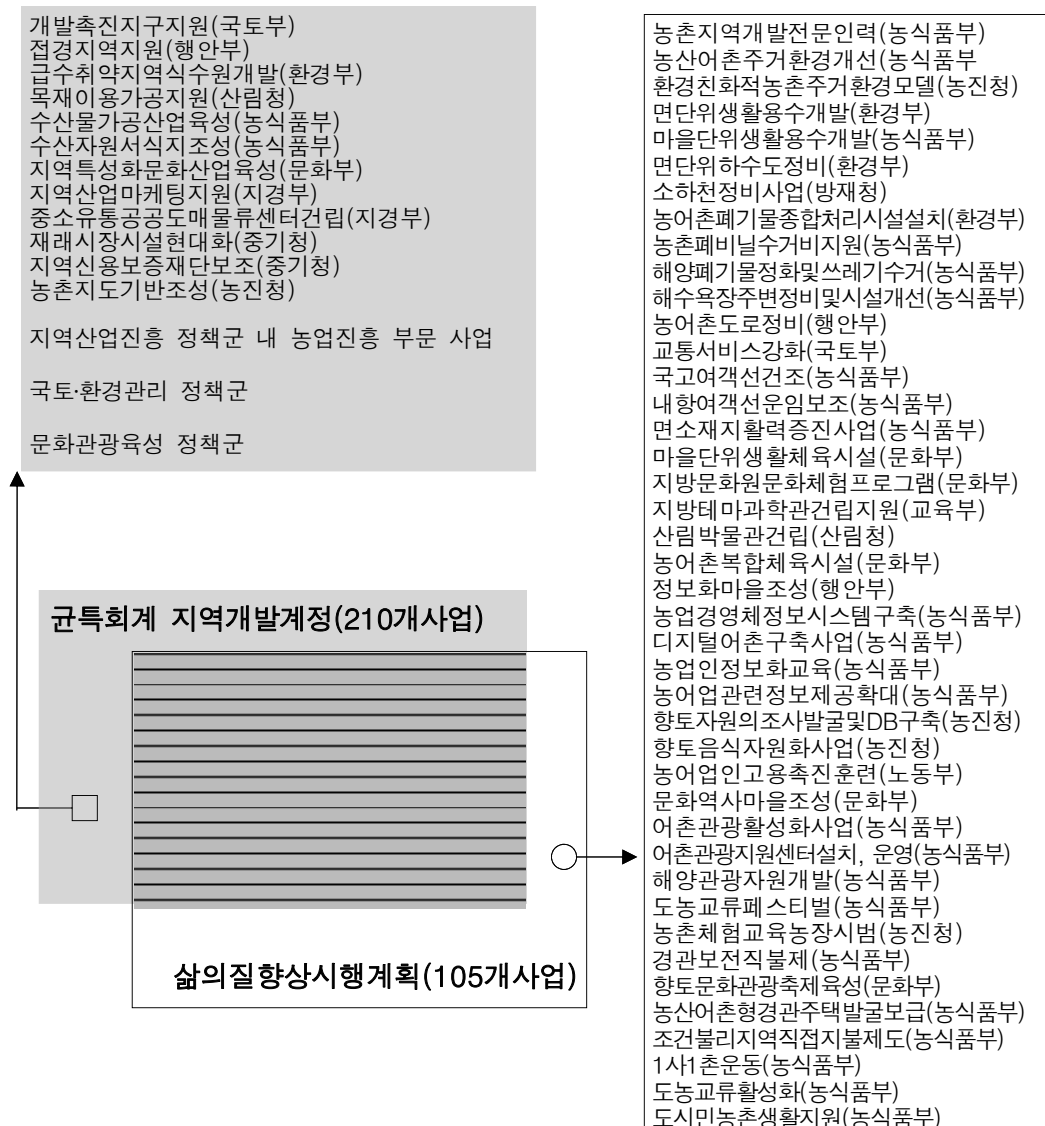 개발촉진지구지원(국토부)
접경지역지원(행안부)
급수취약지역식수원개발(환경부)
목재이용가공지원(산림청)
수산물가공산업육성(농식품부)
수산자원서식지조성(농식품부)
지역특성화문화산업육성(문화부)
지역산업마케팅지원(지경부)
중소유통공공도매물류센터건립(지경부)
재래시장시설현대화(중기청)
지역신용보증재단보조(중기청)
농촌지도기반조성(농진청)
지역산업진흥 정책군 내 농업진흥 부문 사업
국토·환경관리 정책군
문화관광육성 정책군
균특회계 지역개발계정(210개사업)
삶의질향상시행계획(105개사업)
농촌지역개발전문인력(농식품부)
농산어촌주거환경개선(농식품부
환경친화적농촌주거환경모델(농진청)
면단위생활용수개발(환경부)
마을단위생활용수개발(농식품부)
면단위하수도정비(환경부)
소하천정비사업(방재청)
농어촌폐기물종합처리시설설치(환경부)
농촌폐비닐수거비지원(농식품부)
해양폐기물정화및쓰레기수거(농식품부)
해수욕장주변정비및시설개선(농식품부)
농어촌도로정비(행안부)
교통서비스강화(국토부)
국고여객선건조(농식품부)
내항여객선운임보조(농식품부)
면소재지활력증진사업(농식품부)
마을단위생활체육시설(문화부)
지방문화원문화체험프로그램(문화부)
지방테마과학관건립지원(교육부)
산림박물관건립(산림청)
농어촌복합체육시설(문화부)
정보화마을조성(행안부)
농업경영체정보시스템구축(농식품부)
디지털어촌구축사업(농식품부)
농업인정보화교육(농식품부)
농어업관련정보제공확대(농식품부)
향토자원의조사발굴및DB구축(농진청)
향토음식자원화사업(농진청)
농어업인고용촉진훈련(노동부)
문화역사마을조성(문화부)
어촌관광활성화사업(농식품부)
어촌관광지원센터설치, 운영(농식품부)
해양관광자원개발(농식품부)
도농교류페스티벌(농식품부)
농촌체험교육농장시범(농진청)
경관보전직불제(농식품부)
향토문화관광축제육성(문화부)
농산어촌형경관주택발굴보급(농식품부)
조건불리지역직접지불제도(농식품부)
1사1촌운동(농식품부)
도농교류활성화(농식품부)
도시민농촌생활지원(농식품부)